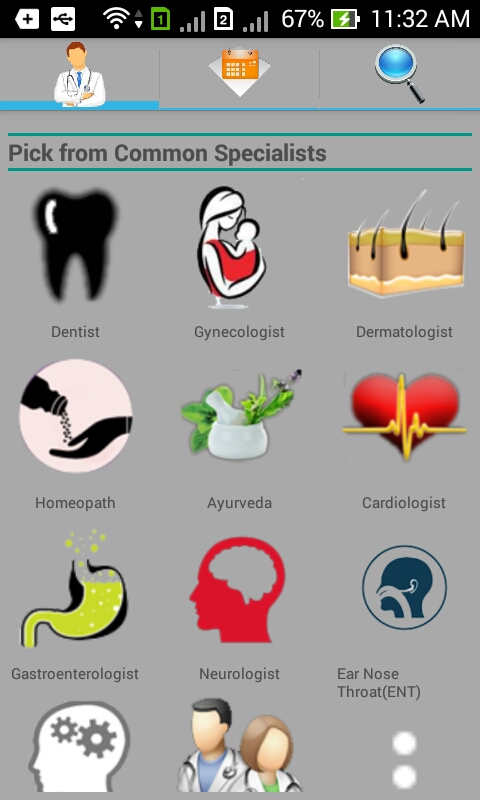 1 2 67% 11:32 AM
Pick from Common Specialists
Dentist Gynecologist Dermatologist
Homeopath Ayurveda Cardiologist
Gastroenterologist Neurologist Ear Nose
Throat(ENT)